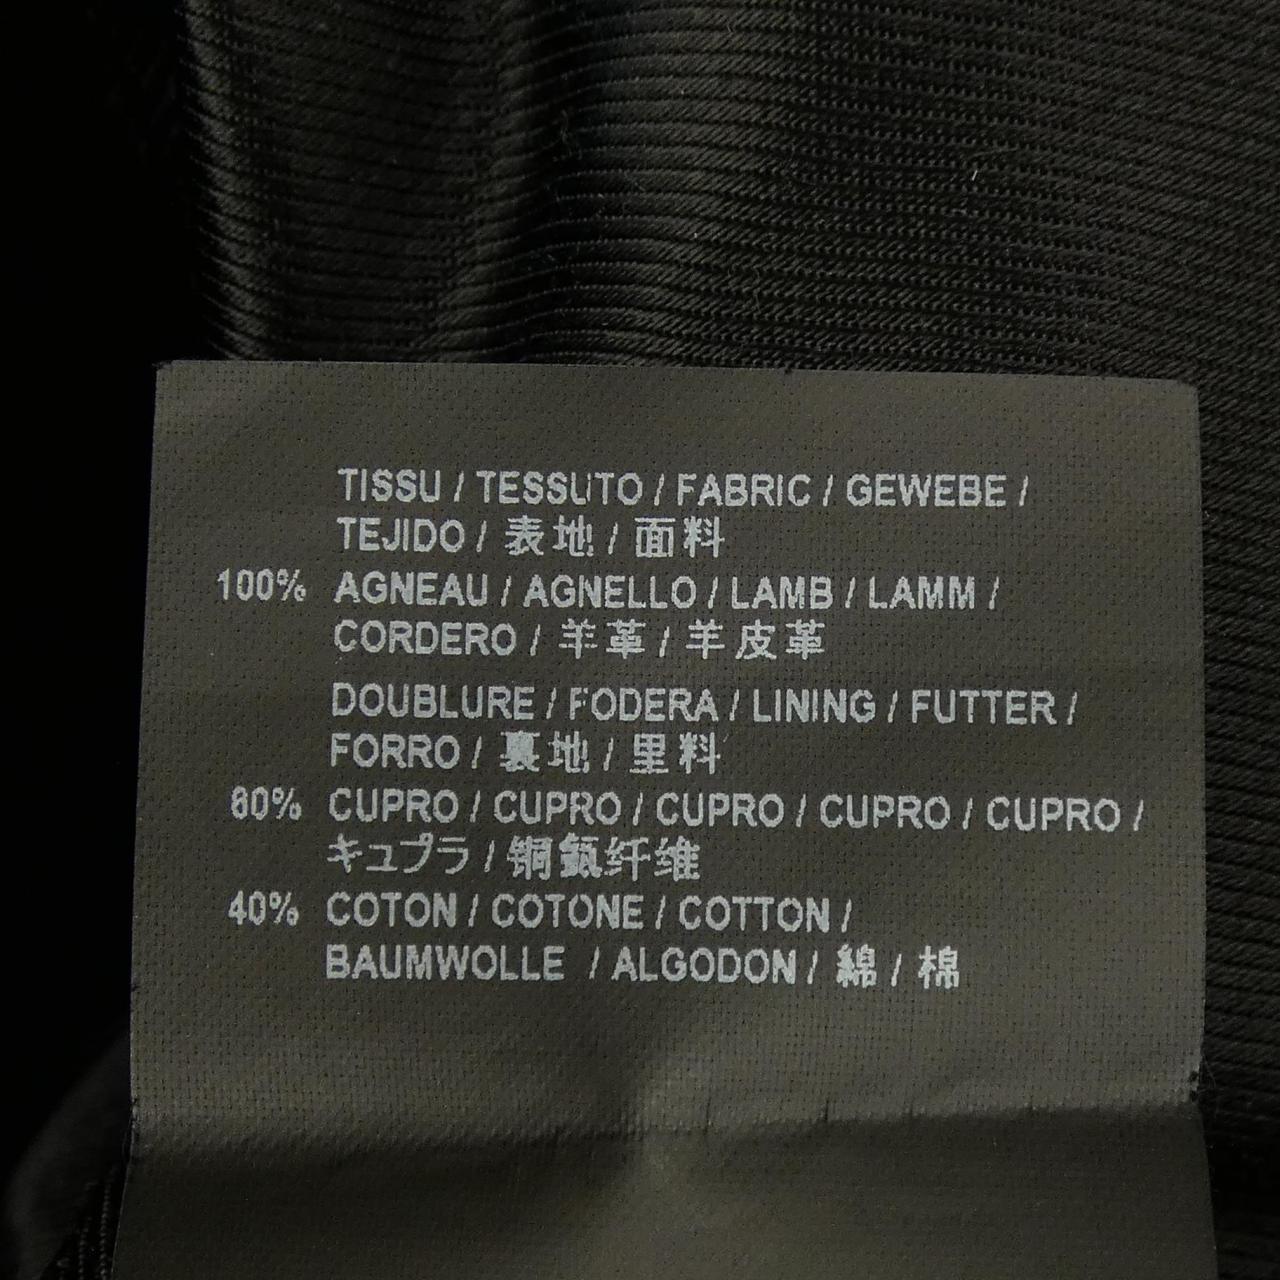 TISSU / TESSUTO / FABRIC / GEWEBE /
TEJIDO / 表地 / 面料
100% AGNEAU / AGNELLO / LAMB / LAMM /
CORDERO / 羊革 / 羊皮革
DOUBLURE / FODERA / LINING / FUTTER /
FORRO / 裏地 / 里料
60% CUPRO / CUPRO / CUPRO / CUPRO / CUPRO /
キュプラ / 铜氨纤维
40% COTON / COTONE / COTTON /
BAUMWOLLE / ALGODON / 綿 / 棉